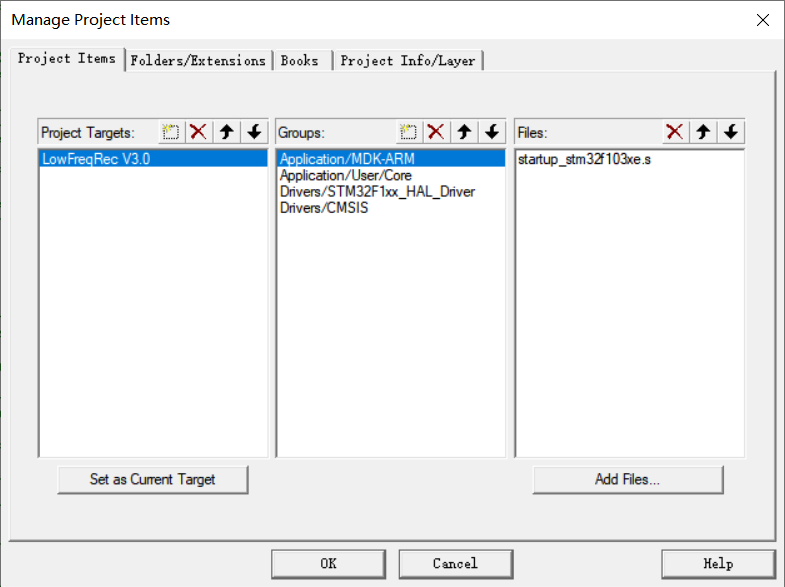 Manage Project Items
Project Items Folders/Extensions Books Project Info/Layer
Project Targets: Groups: Files:
LowFreqRec V3.0 Application/MDK-ARM startup_stm32f103xe.s
Application/User/Core
Drivers/STM32F1xx_HAL_Driver
Drivers/CMSIS
Set as Current Target Add Files...
OK Cancel Help